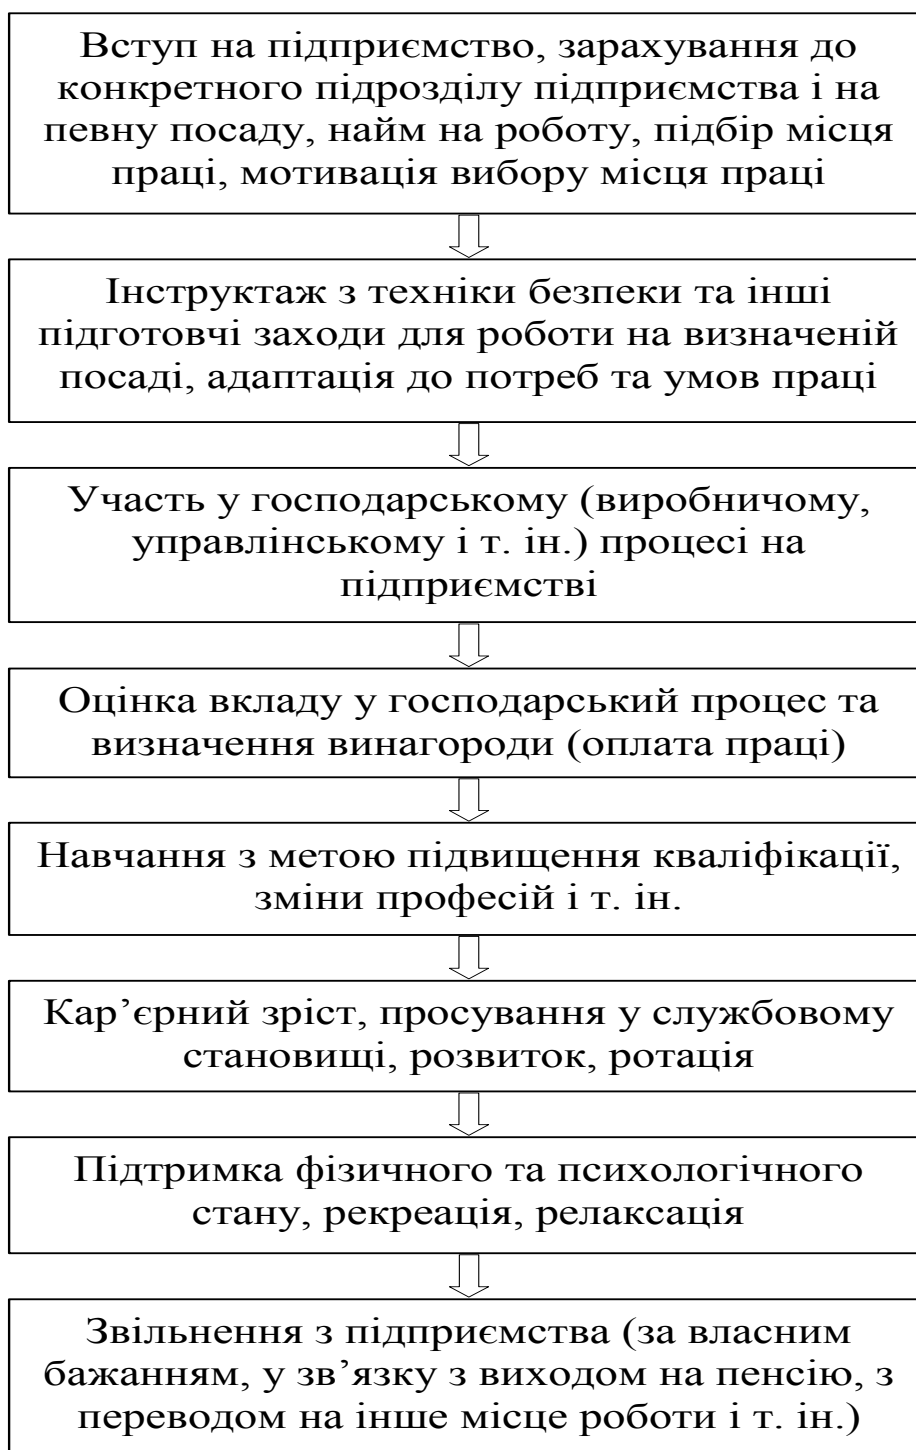 Вступ на підприємство, зарахування до
конкретного підрозділу підприємства і на
певну посаду, найм на роботу, підбір місця
праці, мотивація вибору місця праці
Інструктаж з техніки безпеки та інші
підготовчі заходи для роботи на визначеній
посаді, адаптація до потреб та умов праці
Участь у господарському (виробничому,
управлінському і т. ін.) процесі на
підприємстві
Оцінка вкладу у господарський процес та
визначення винагороди (оплата праці)
Навчання з метою підвищення кваліфікації,
зміни професій і т. ін.
Кар’єрний зріст, просування у службовому
становищі, розвиток, ротація
Підтримка фізичного та психологічного
стану, рекреація, релаксація
Звільнення з підприємства (за власним
бажанням, у зв’язку з виходом на пенсію, з
переводом на інше місце роботи і т. ін.)